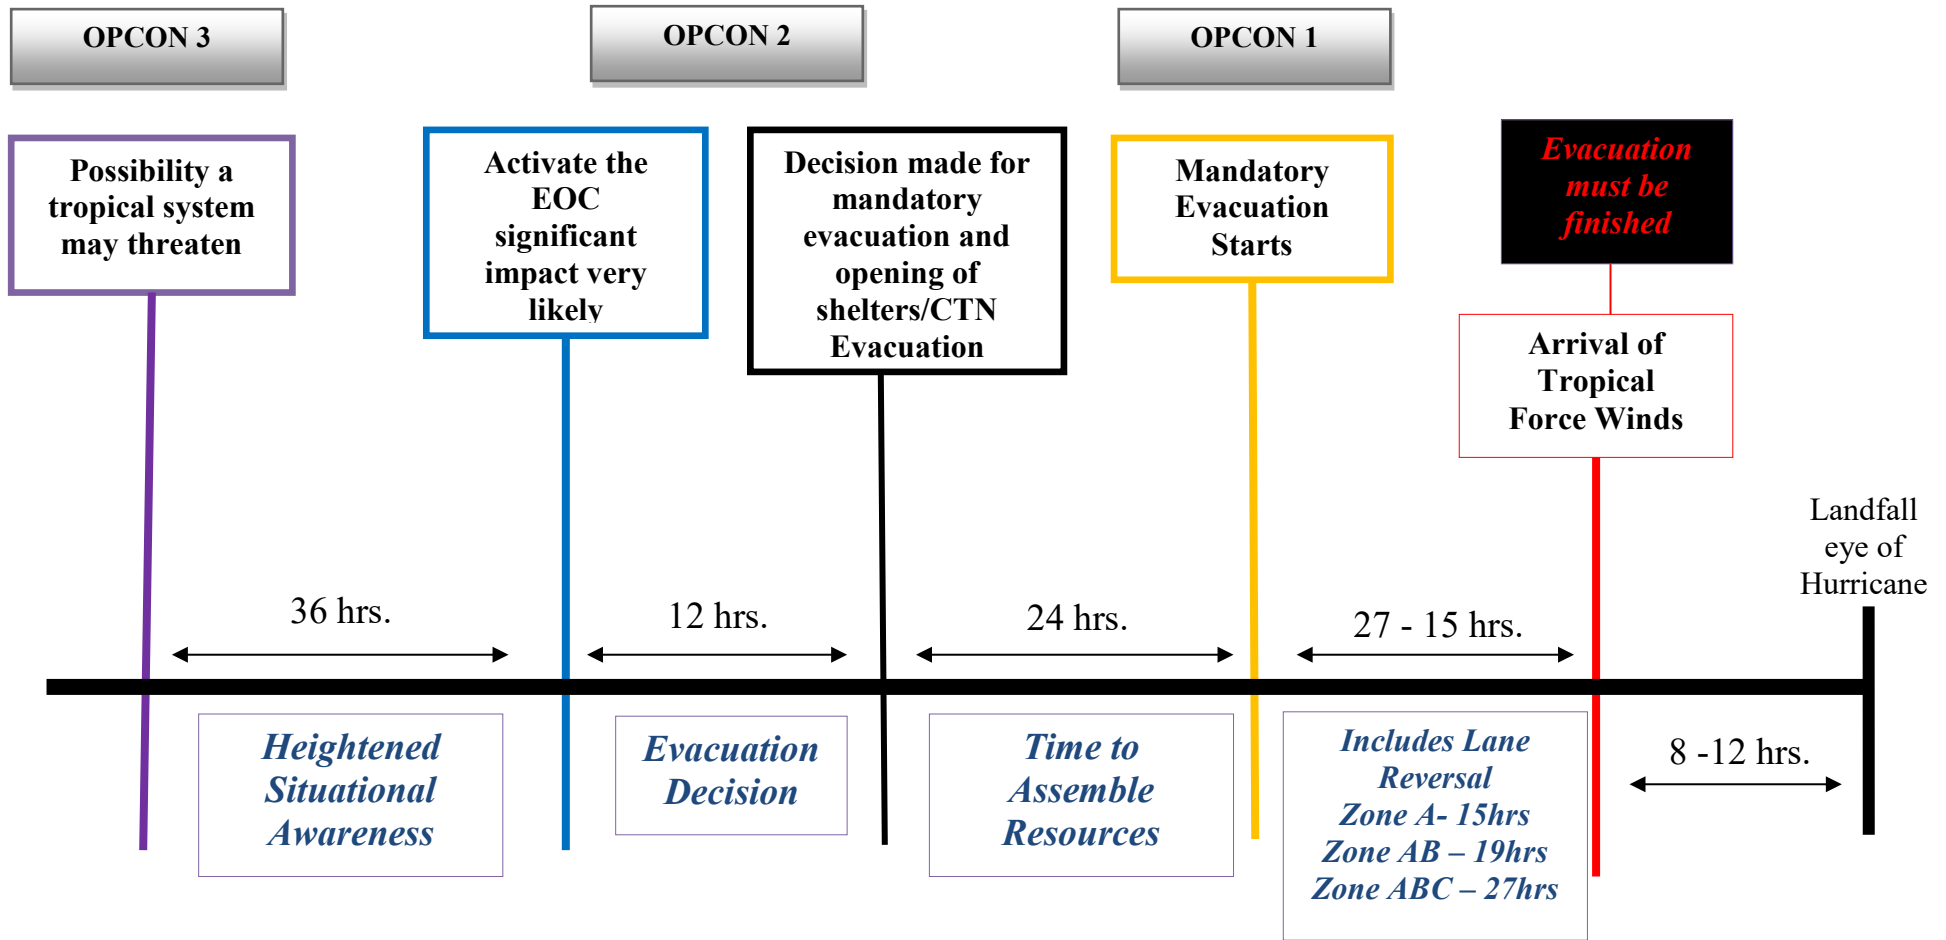 OPCON 3
OPCON 2
OPCON 1
Possibility a
tropical system
may threaten
Activate the
EOC
significant
impact very
likely
Decision made for
mandatory
evacuation and
opening of
shelters/CTN
Evacuation
Mandatory
Evacuation
Starts
Evacuation
must be
finished
Arrival of
Tropical
Force Winds
Landfall
eye of
Hurricane
36 hrs.
12 hrs.
24 hrs.
27 - 15 hrs.
8 -12 hrs.
Heightened
Situational
Awareness
Evacuation
Decision
Time to
Assemble
Resources
Includes Lane
Reversal
Zone A- 15hrs
Zone AB – 19hrs
Zone ABC – 27hrs